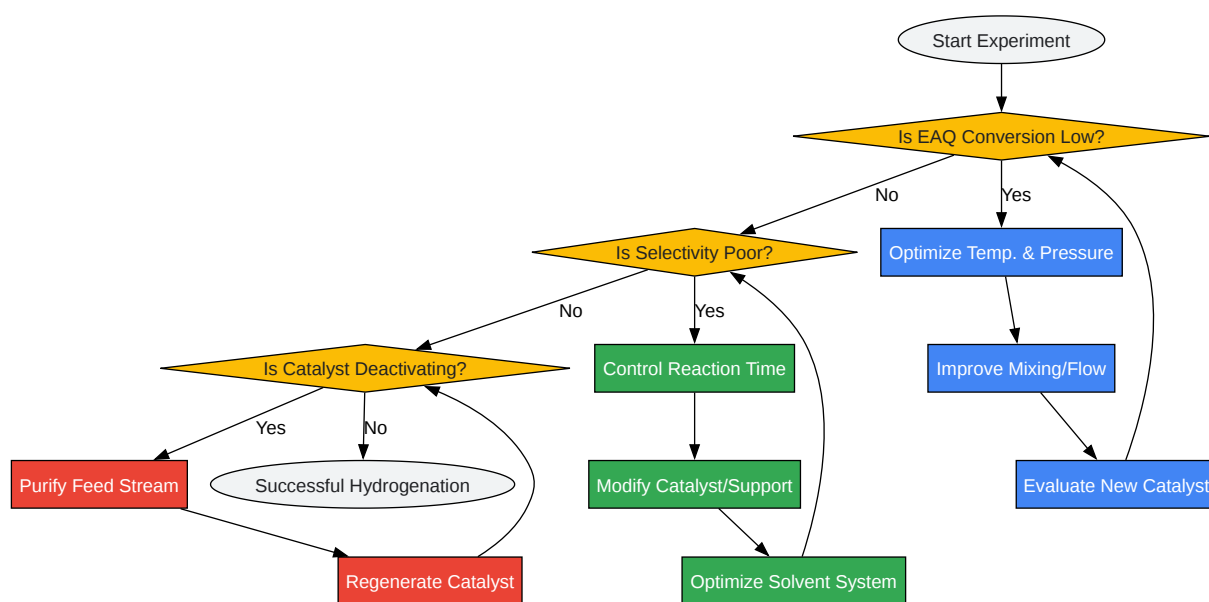 Start Experiment
Is EAQ Conversion Low?
No
Yes
Is Selectivity Poor?
Optimize Temp. & Pressure
No
Yes
Is Catalyst Deactivating?
Control Reaction Time
Improve Mixing/Flow
Yes
No
Purify Feed Stream
Successful Hydrogenation
Modify Catalyst/Support
Evaluate New Catalyst
Regenerate Catalyst
Optimize Solvent System